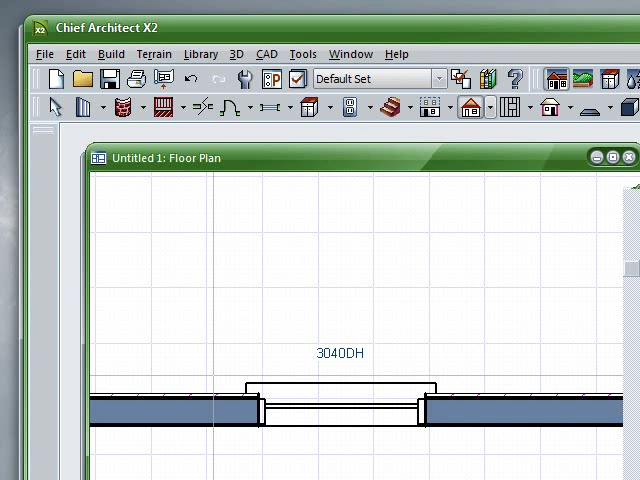 X2 Chief Architect X2
File Edit Build Terrain Library 3D CAD Tools Window Help
Default Set
Untitled 1: Floor Plan
3040DH